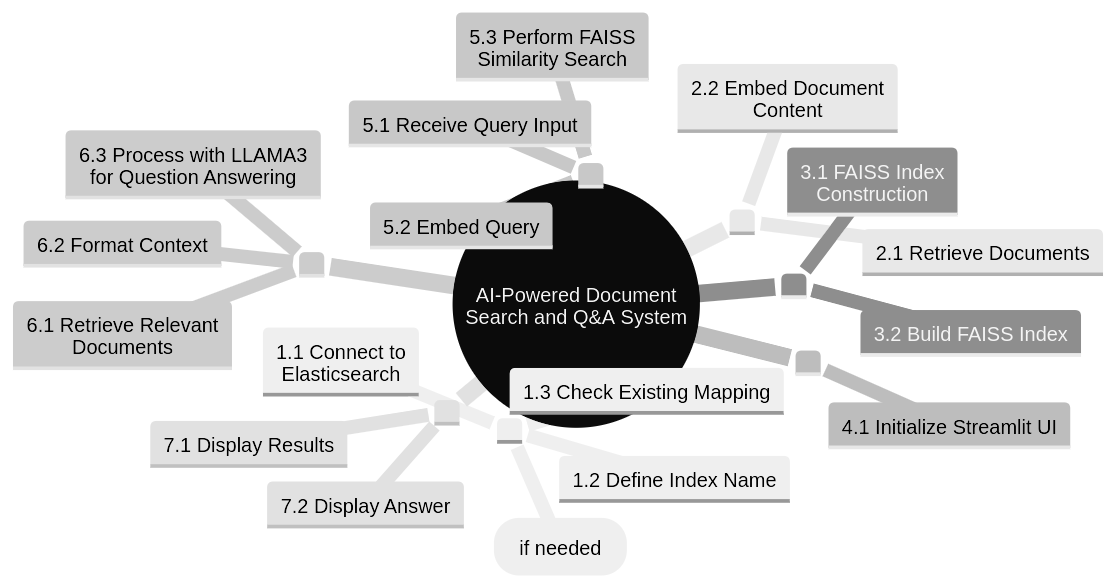 5.3 Perform FAISS
Similarity Search
2.2 Embed Document
Content
5.1 Receive Query Input
6.3 Process with LLAMA3
for Question Answering
3.1 FAISS Index
Construction
5.2 Embed Query
6.2 Format Context
2.1 Retrieve Documents
AI-Powered Document
Search and Q&A System
6.1 Retrieve Relevant
Documents
3.2 Build FAISS Index
1.1 Connect to
Elasticsearch
1.3 Check Existing Mapping
4.1 Initialize Streamlit UI
7.1 Display Results
1.2 Define Index Name
7.2 Display Answer
if needed